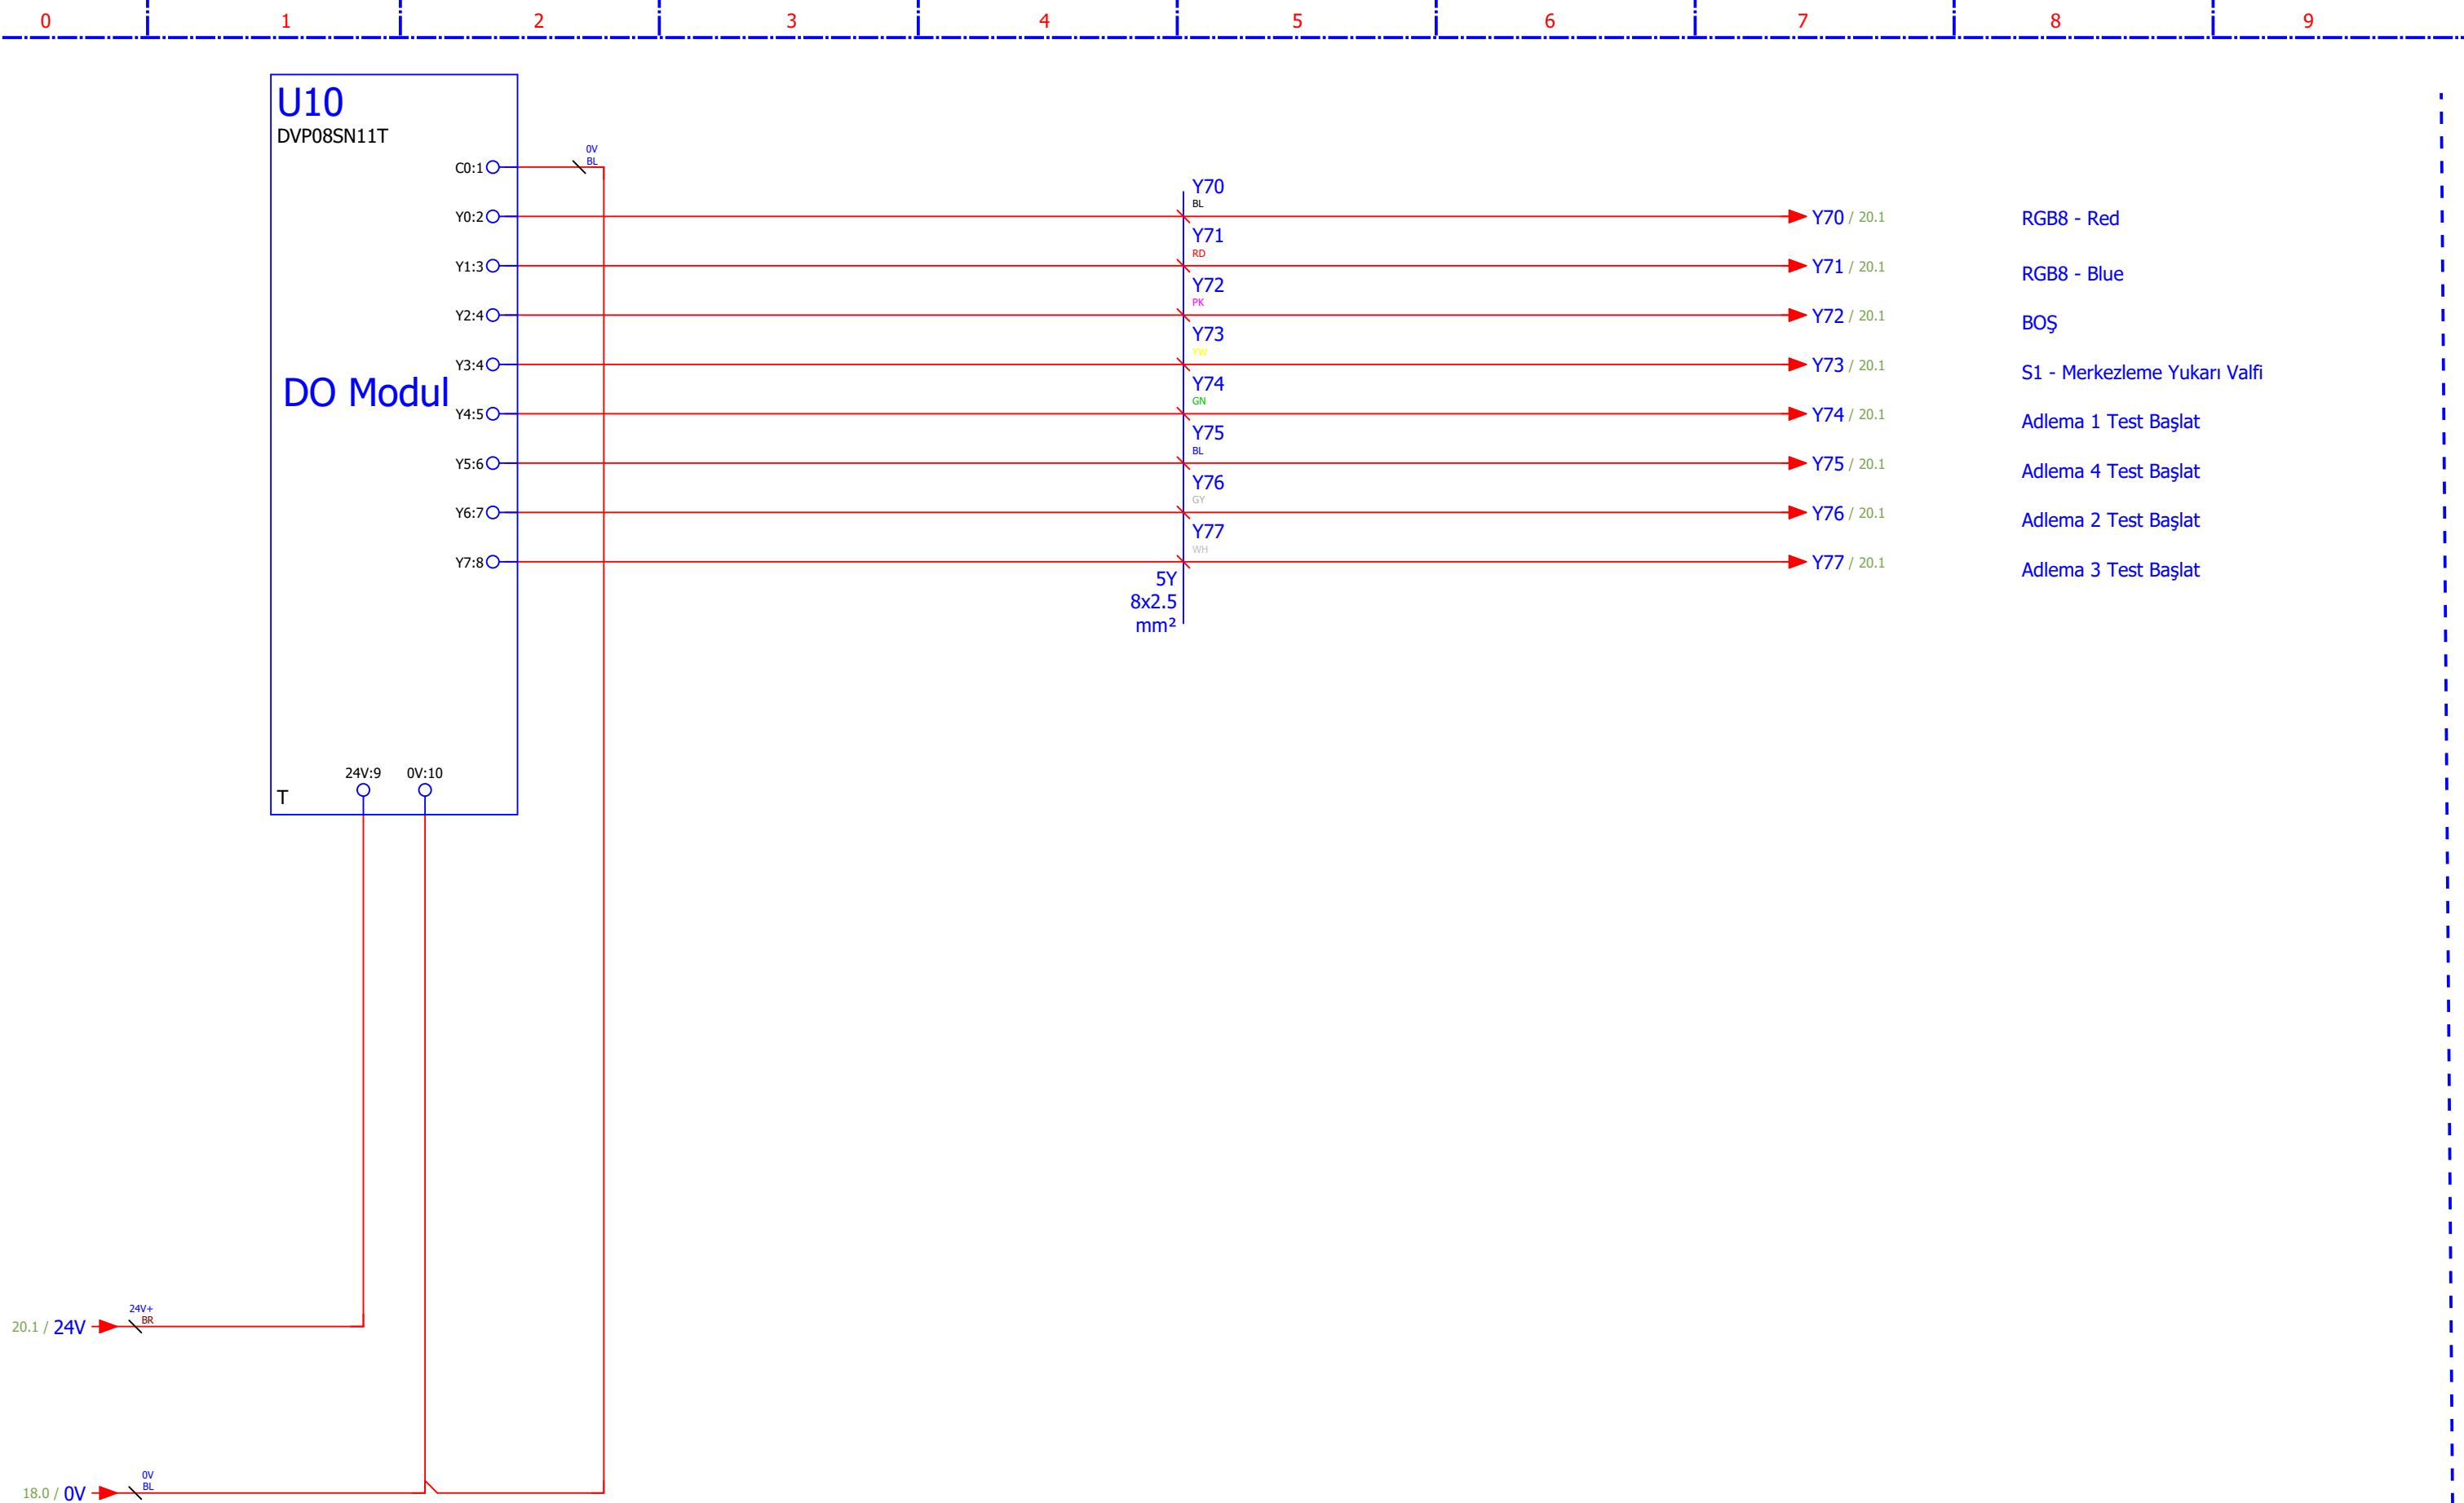 0 1 2 3 4 5 6 7 8 9
U10
DVP08SN11T
0V
BL
C0:1
Y70
BL
Y0:2
Y70 / 20.1
RGB8 - Red
Y71
RD
Y1:3
Y71 / 20.1
RGB8 - Blue
Y72
PK
Y2:4
Y72 / 20.1
BOŞ
Y73
YW
Y3:4
Y73 / 20.1
S1 - Merkezleme Yukarı Valfi
DO Modul
Y74
GN
Y4:5
Y74 / 20.1
Adlema 1 Test Başlat
Y75
BL
Y5:6
Y75 / 20.1
Adlema 4 Test Başlat
Y76
GY
Y6:7
Y76 / 20.1
Adlema 2 Test Başlat
Y77
WH
Y7:8
Y77 / 20.1
Adlema 3 Test Başlat
5Y
8x2.5
mm²
24V:9 0V:10
T
24V+
BR
20.1 / 24V
0V
BL
18.0 / 0V